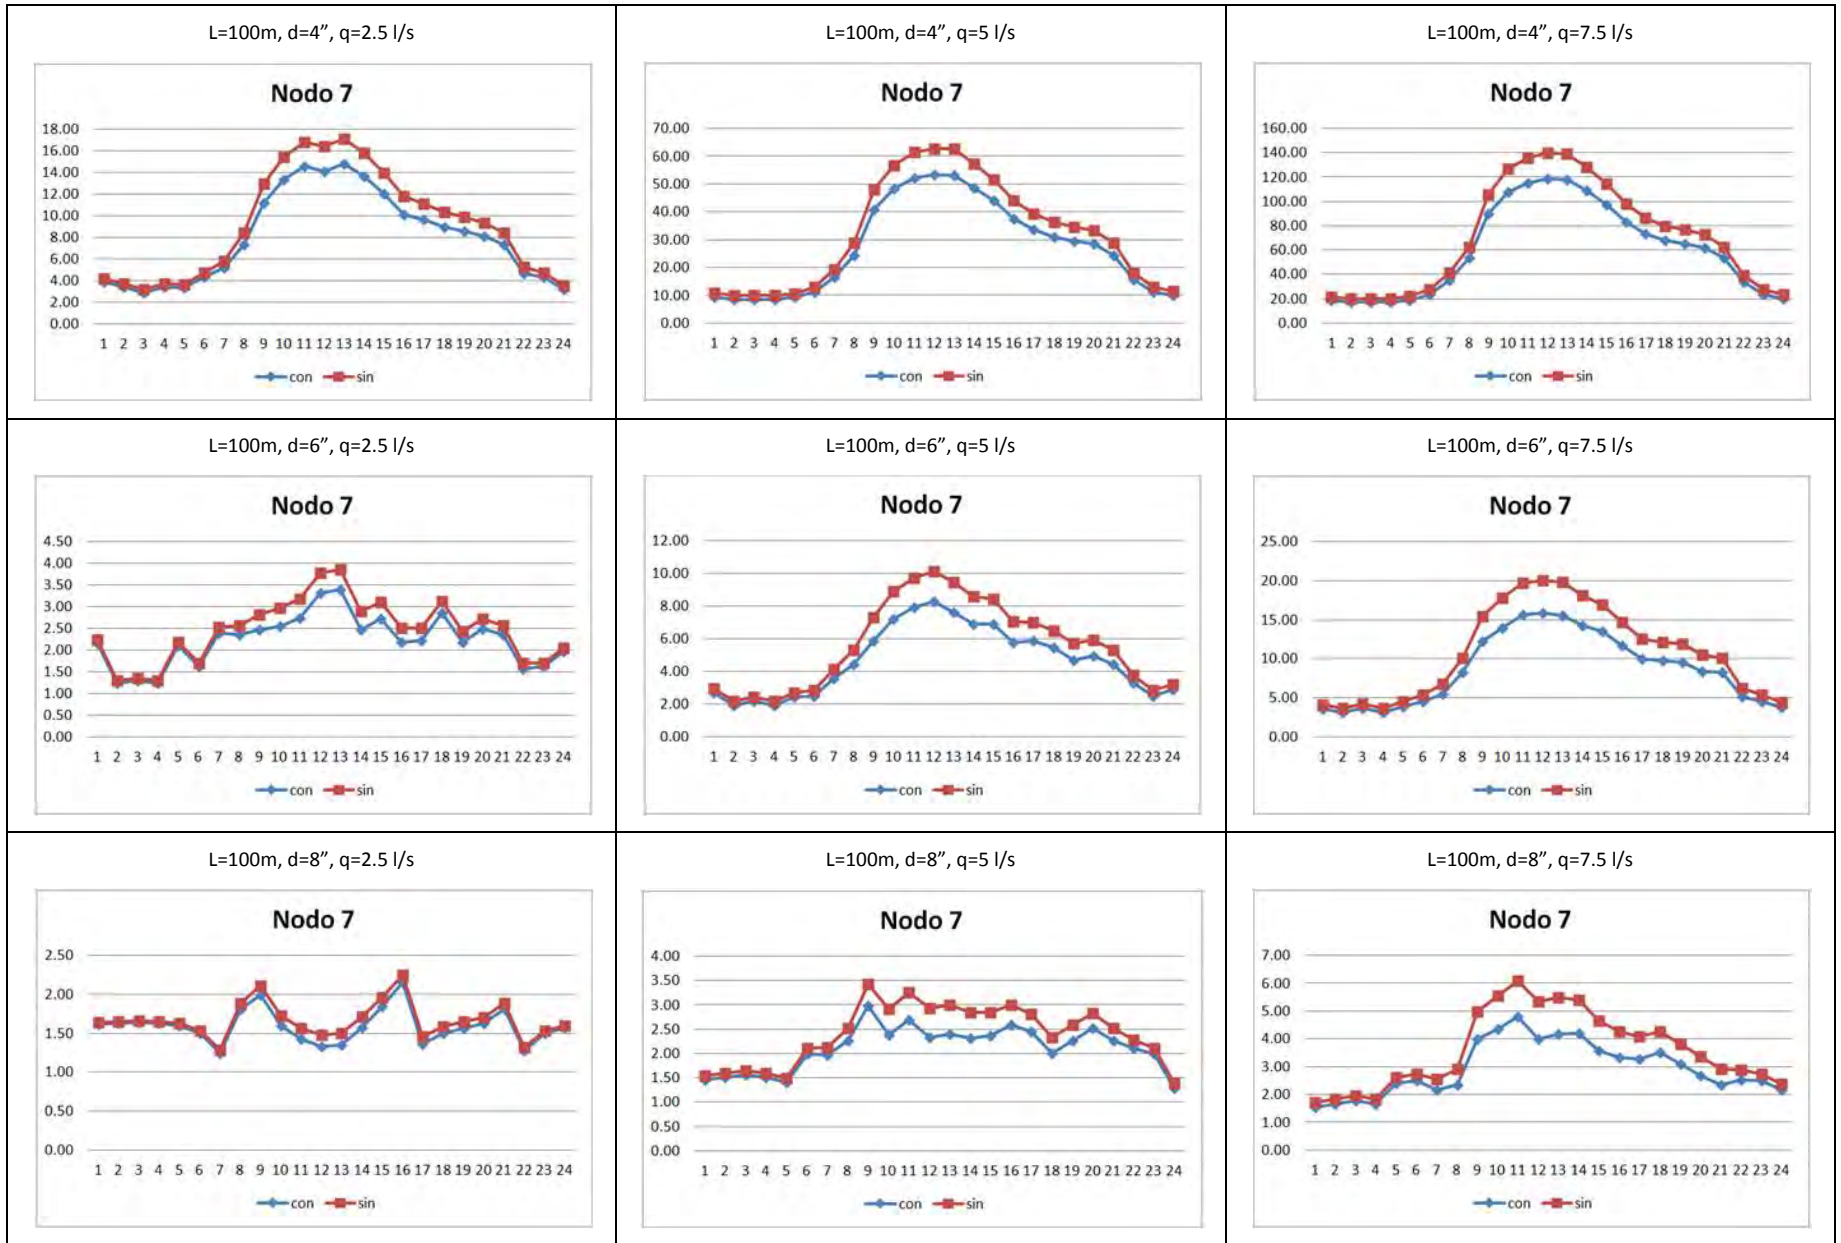 L=100m, d=4”, q=2.5 l/s
Nodo 7
18.00
16.00
14.00
12.00
10.00
8.00
6.00
4.00
2.00
0.00
1 2 3 4 5 6 7 8 9 10 11 12 13 14 15 16 17 18 19 20 21 22 23 24
con sin
L=100m, d=4”, q=5 l/s
Nodo 7
70.00
60.00
50.00
40.00
30.00
20.00
10.00
0.00
1 2 3 4 5 6 7 8 9 10 11 12 13 14 15 16 17 18 19 20 21 22 23 24
con sin
L=100m, d=4”, q=7.5 l/s
Nodo 7
160.00
140.00
120.00
100.00
80.00
60.00
40.00
20.00
0.00
1 2 3 4 5 6 7 8 9 10 11 12 13 14 15 16 17 18 19 20 21 22 23 24
con sin
L=100m, d=6”, q=2.5 l/s
Nodo 7
4.50
4.00
3.50
3.00
2.50
2.00
1.50
1.00
0.50
0.00
1 2 3 4 5 6 7 8 9 10 11 12 13 14 15 16 17 18 19 20 21 22 23 24
con sin
L=100m, d=6”, q=5 l/s
Nodo 7
12.00
10.00
8.00
6.00
4.00
2.00
0.00
1 2 3 4 5 6 7 8 9 10 11 12 13 14 15 16 17 18 19 20 21 22 23 24
con sin
L=100m, d=6”, q=7.5 l/s
Nodo 7
25.00
20.00
15.00
10.00
5.00
0.00
1 2 3 4 5 6 7 8 9 10 11 12 13 14 15 16 17 18 19 20 21 22 23 24
con sin
L=100m, d=8”, q=2.5 l/s
Nodo 7
2.50
2.00
1.50
1.00
0.50
0.00
1 2 3 4 5 6 7 8 9 10 11 12 13 14 15 16 17 18 19 20 21 22 23 24
con sin
L=100m, d=8”, q=5 l/s
Nodo 7
4.00
3.50
3.00
2.50
2.00
1.50
1.00
0.50
0.00
1 2 3 4 5 6 7 8 9 10 11 12 13 14 15 16 17 18 19 20 21 22 23 24
con sin
L=100m, d=8”, q=7.5 l/s
Nodo 7
7.00
6.00
5.00
4.00
3.00
2.00
1.00
0.00
1 2 3 4 5 6 7 8 9 10 11 12 13 14 15 16 17 18 19 20 21 22 23 24
con sin